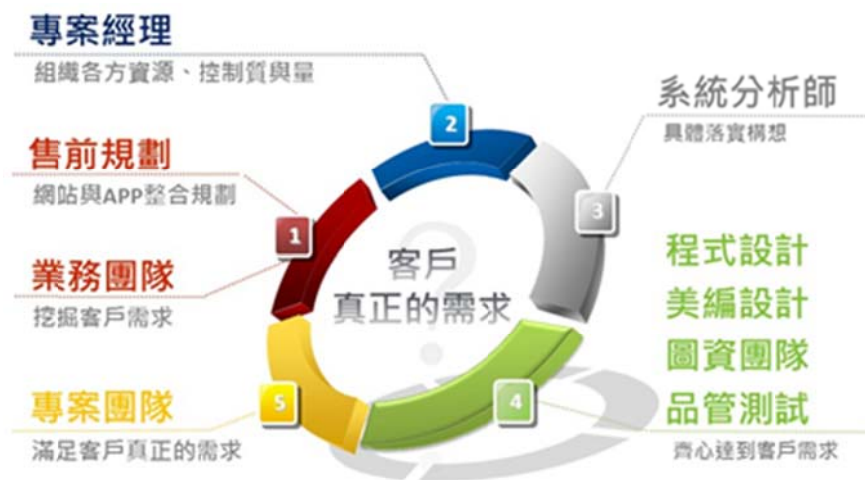 專案經理
組織各方資源、控制質與量
2
系統分析師
具體落實構想
3
售前規劃
網站與APP整合規劃
1
業務團隊
挖掘客戶需求
客戶
真正的需求
?
程式設計
美編設計
圖資團隊
品管測試
齊心達到客戶需求
4
專案團隊
滿足客戶真正的需求
5